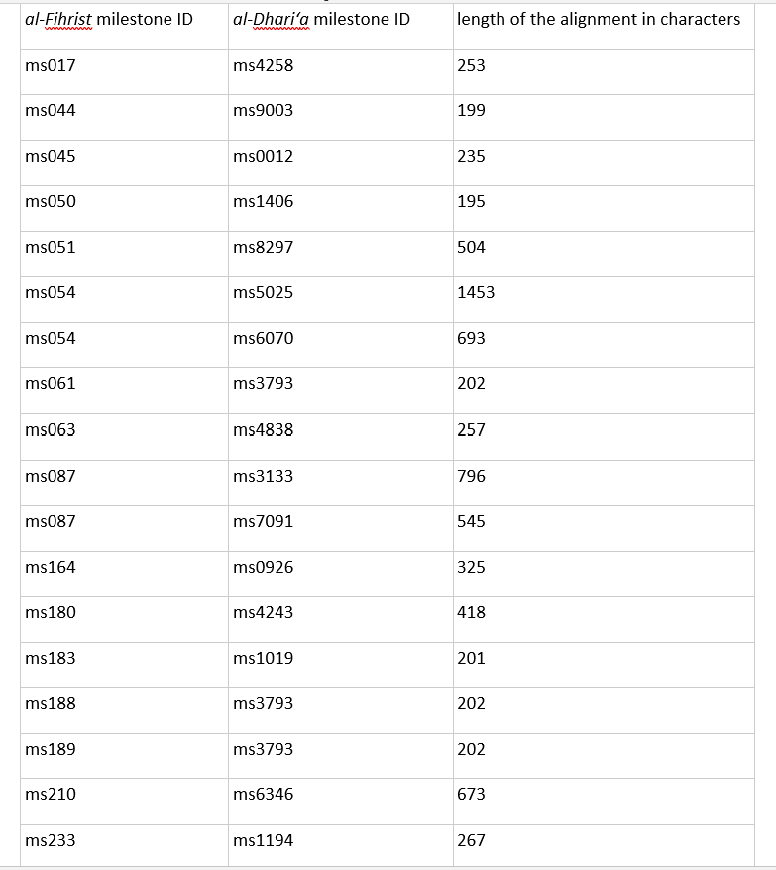 al-Fihrist milestone ID al-Dhariʻa milestone ID length of the alignment in characters
ms017 ms4258 253
ms044 ms9003 199
ms045 ms0012 235
ms050 ms1406 195
ms051 ms8297 504
ms054 ms5025 1453
ms054 ms6070 693
ms061 ms3793 202
ms063 ms4838 257
ms087 ms3133 796
ms087 ms7091 545
ms164 ms0926 325
ms180 ms4243 418
ms183 ms1019 201
ms188 ms3793 202
ms189 ms3793 202
ms210 ms6346 673
ms233 ms1194 267